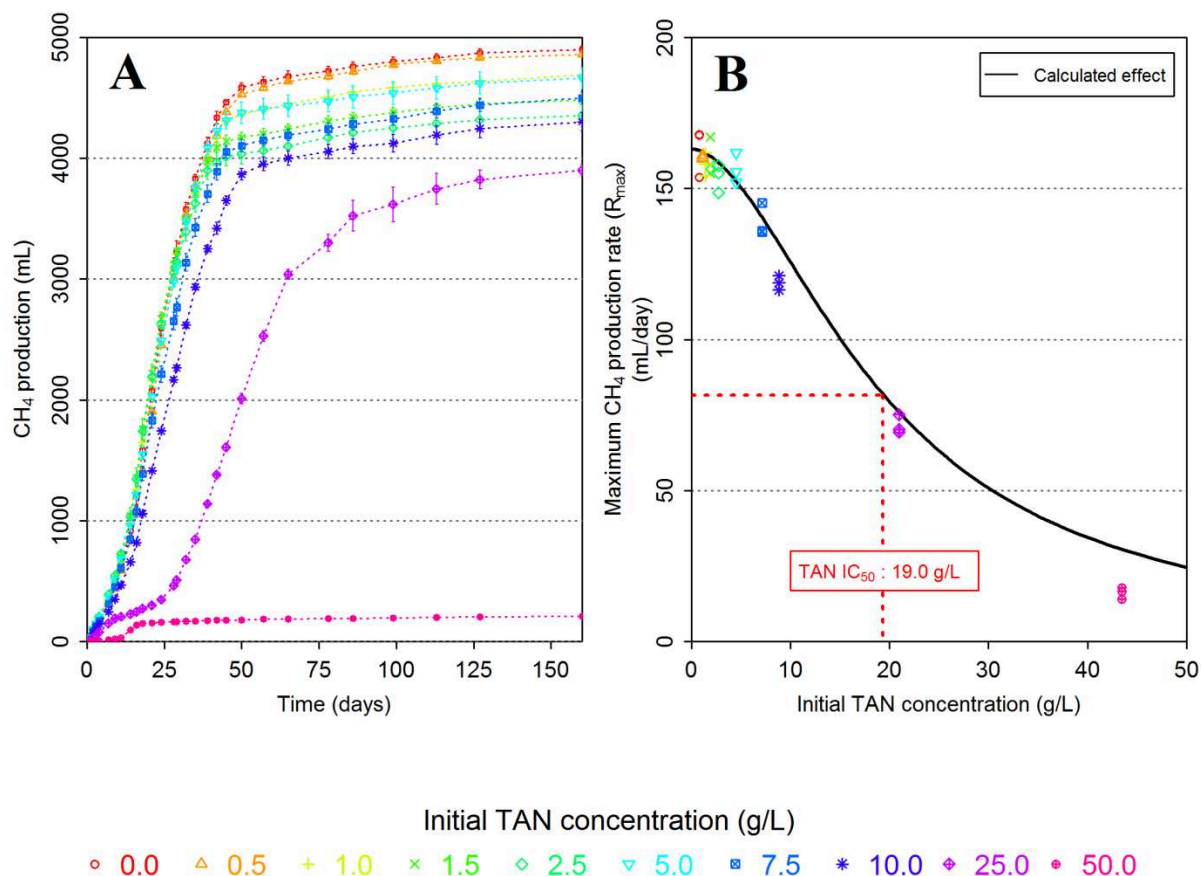 A
CH₄ production (mL)
5000
4000
3000
2000
1000
0
0 25 50 75 100 125 150
Time (days)
B
Calculated effect
Maximum CH₄ production rate (Rmax)
(mL/day)
200
150
100
50
0
TAN IC₅₀ : 19.0 g/L
0 10 20 30 40 50
Initial TAN concentration (g/L)
Initial TAN concentration (g/L)
0.0 0.5 1.0 1.5 2.5 5.0 7.5 10.0 25.0 50.0